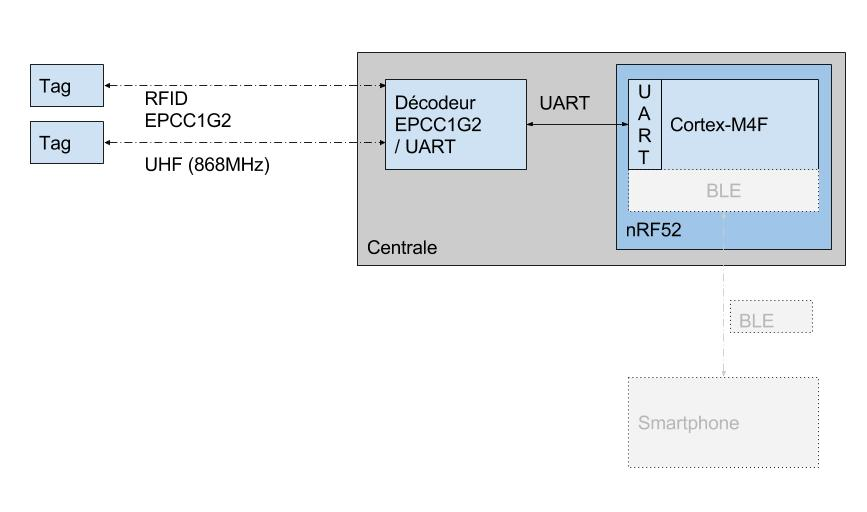 Tag
RFID
EPCC1G2
Tag
UHF (868MHz)
Décodeur
EPCC1G2
/ UART
UART
U
A
R
T
Cortex-M4F
BLE
nRF52
Centrale
BLE
Smartphone